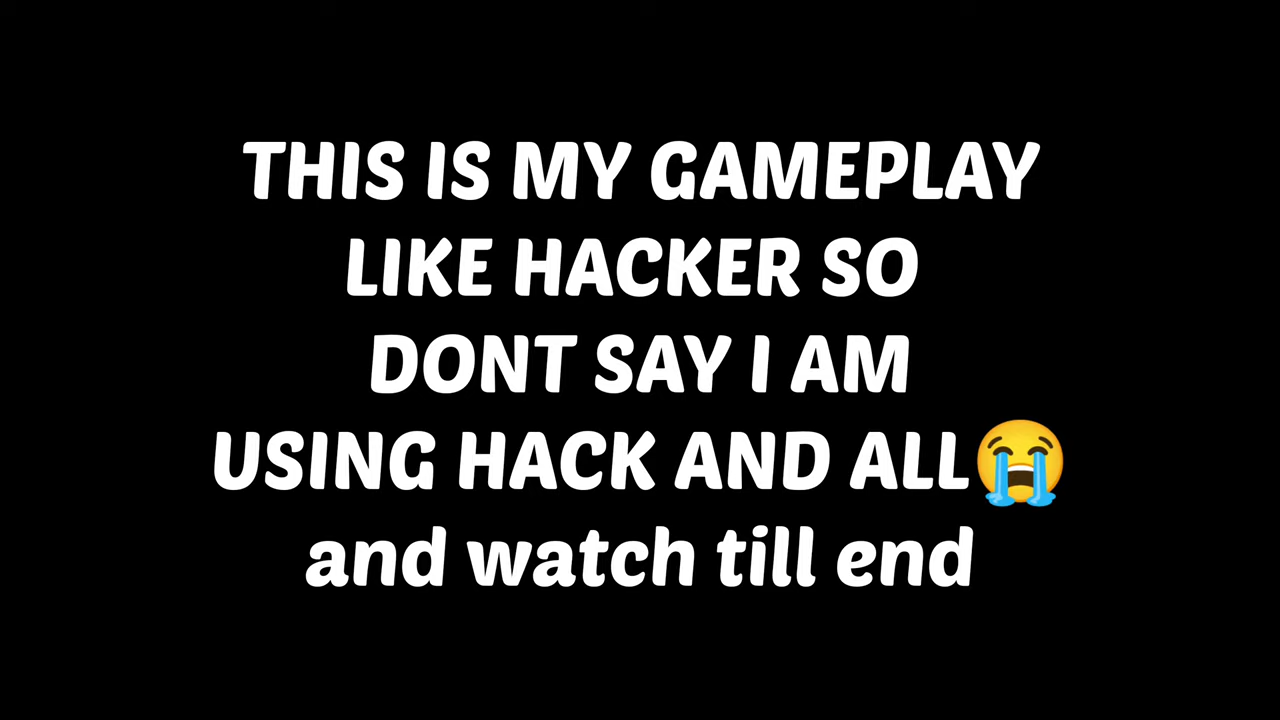 THIS IS MY GAMEPLAY
LIKE HACKER SO
DONT SAY I AM
USING HACK AND ALL😭
and watch till end